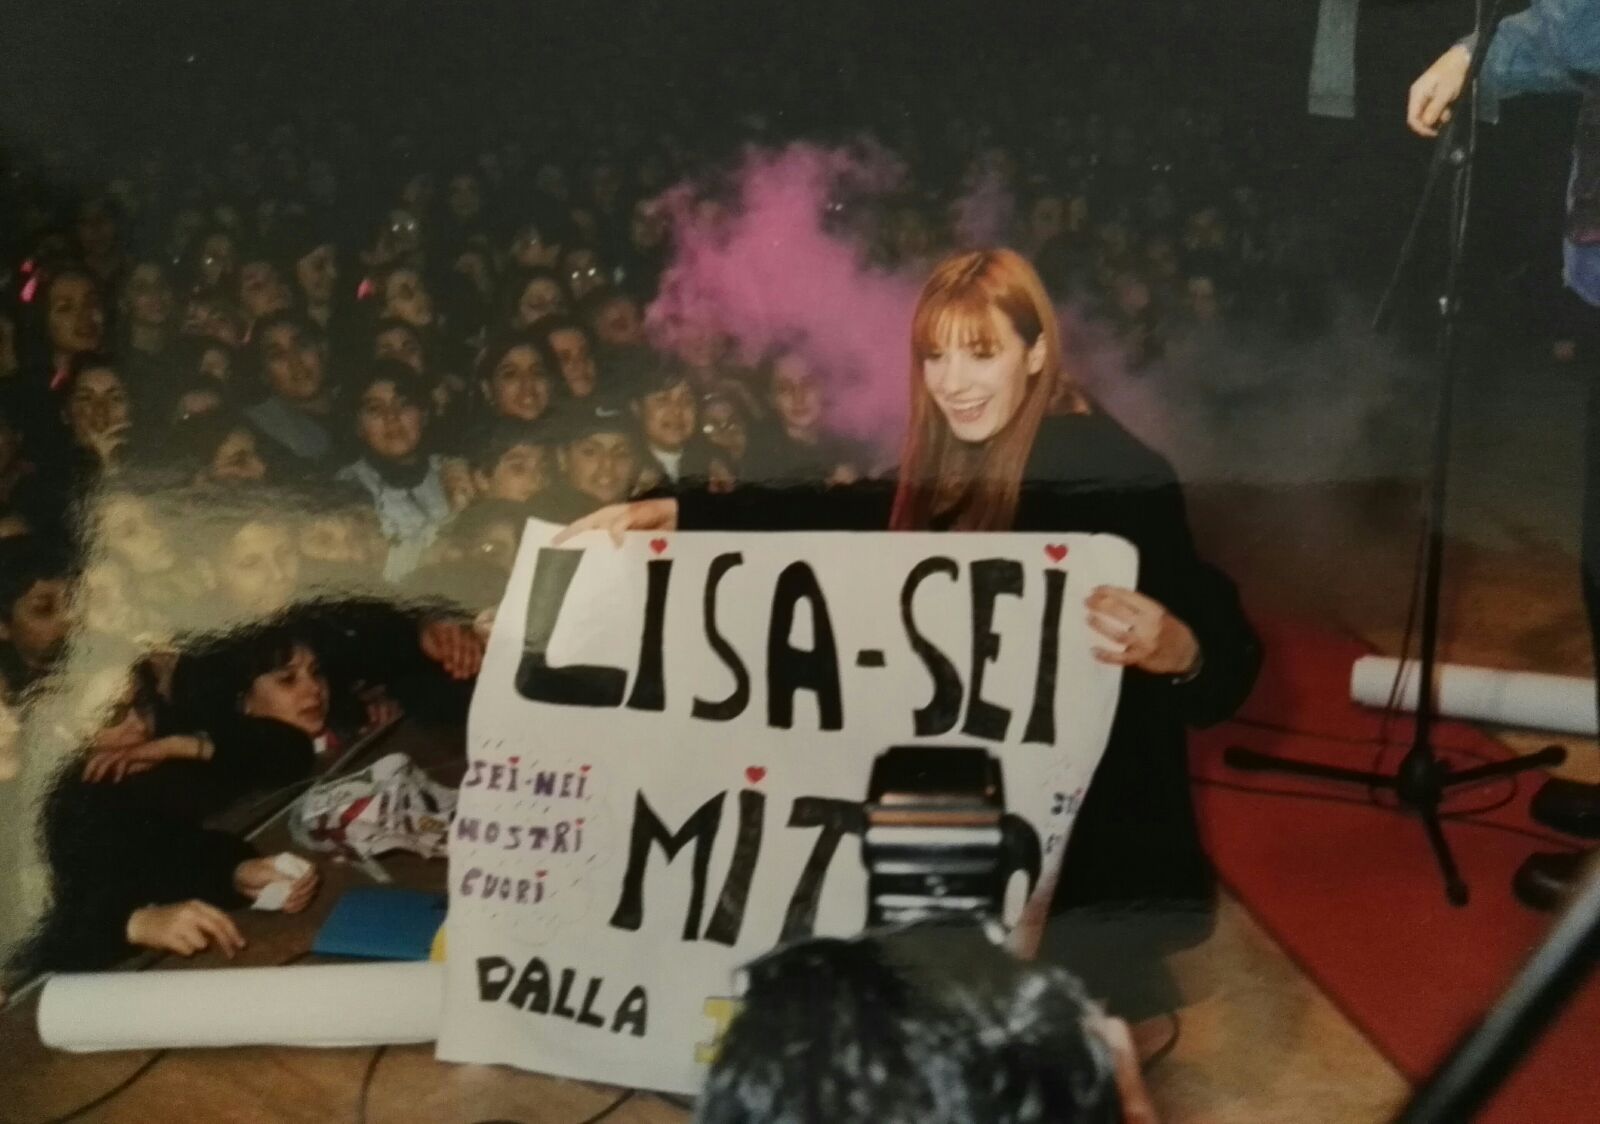 LiSA-SEi
SEi-NEi
NOSTRi
CUORi
MiT
DALLA